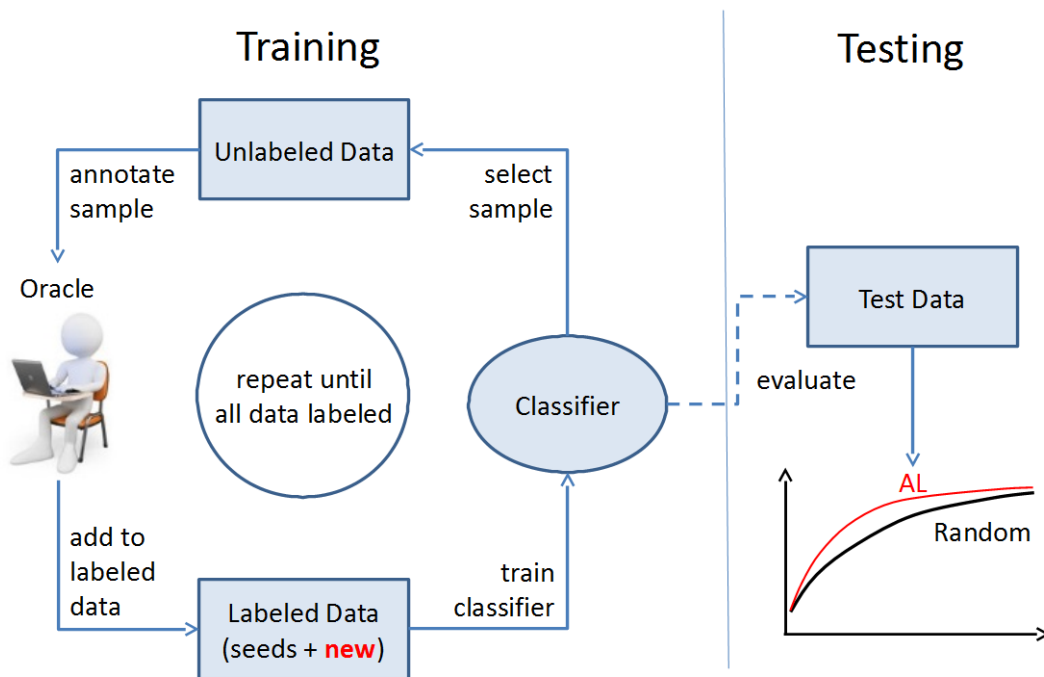 Training
Testing
Unlabeled Data
annotate
sample
select
sample
Oracle
Test Data
repeat until
all data labeled
Classifier
evaluate
AL
Random
add to
labeled
data
train
classifier
Labeled Data
(seeds + new)